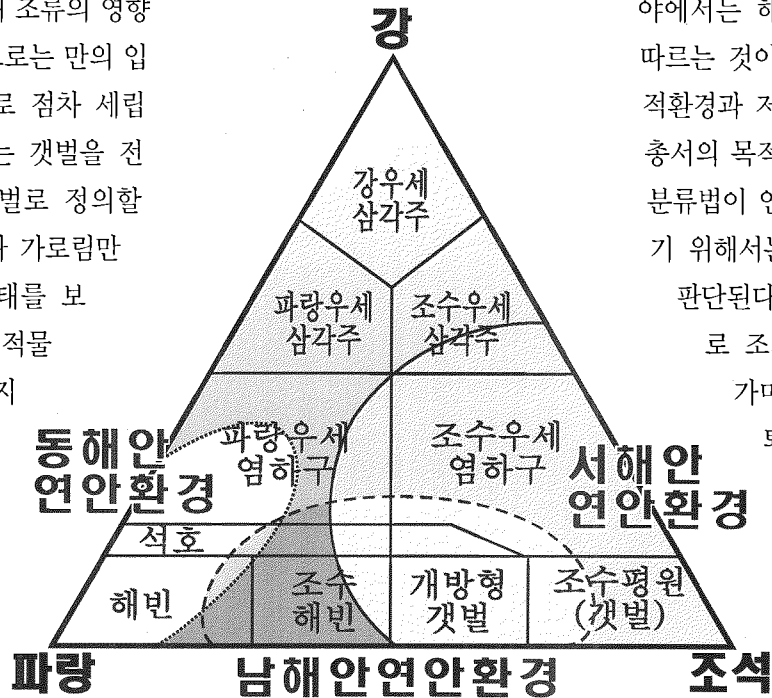 조류의 영향
로는 만의 입
로 점차 세립
는 갯벌을 전
벌로 정의할
가로림만
태를 보
적물
지
강
강우세
삼각주
파랑우세
삼각주
조수우세
삼각주
파랑우세
염하구
조수우세
염하구
동해안
연안환경
서해안
연안환경
석호
해빈
조수
해빈
개방형
갯벌
조수평원
(갯벌)
파랑
남해안연안환경
조석
야에서는
따르는 것이
적환경과
총서의 목적
분류법이
기 위해서는
판단된다
로 조